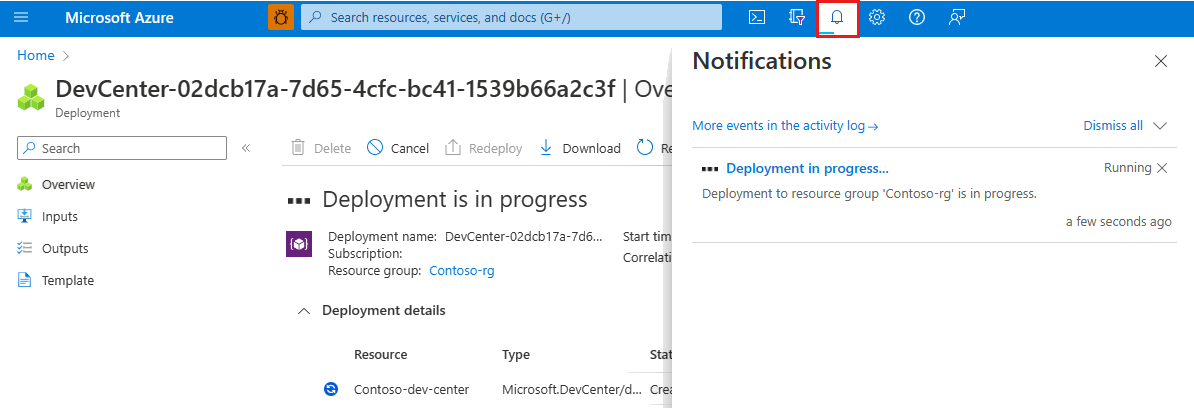 Microsoft Azure
Search resources, services, and docs (G+/)
Home
DevCenter-02dcb17a-7d65-4cfc-bc41-1539b66a2c3f | Ove
Deployment
Search
Overview
Inputs
Outputs
Template
Delete Cancel Redeploy Download Re
Deployment is in progress
Deployment name: DevCenter-02dcb17a-7d6... Start tim
Subscription: Correlati
Resource group: Contoso-rg
Deployment details
Resource Type Stat
Contoso-dev-center Microsoft.DevCenter/d... Crea
Notifications
More events in the activity log → Dismiss all
Deployment in progress... Running
Deployment to resource group 'Contoso-rg' is in progress.
a few seconds ago